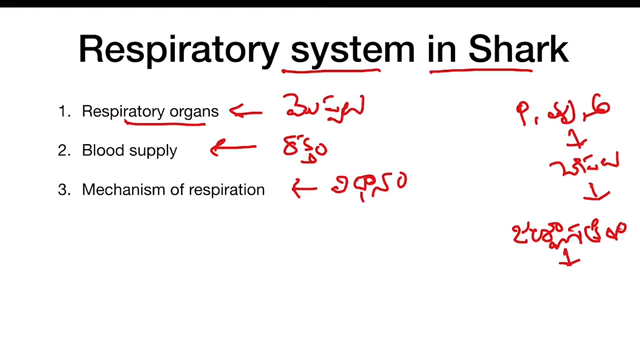 Respiratory system in Shark
1. Respiratory organs ← మొప్పలు
2. Blood supply ← రక్తం
3. Mechanism of respiration ← విధానం